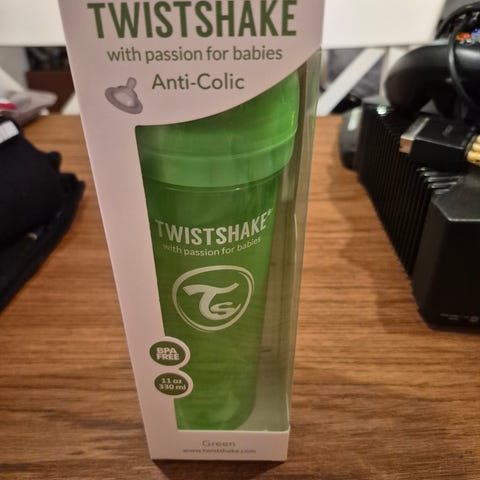 TWISTSHAKE
with passion for babies
Anti-Colic
TWISTSHAKE
with passion for babies
TS
BPA
FREE
11 oz
330 ml
Green
www.twistshake.com